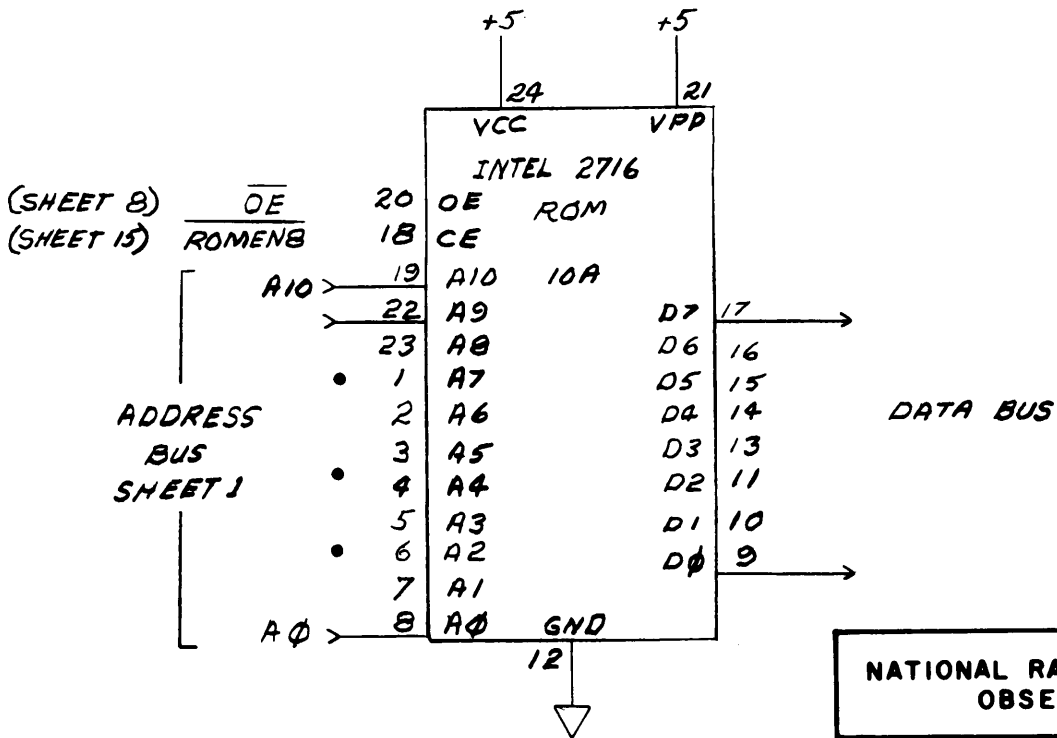 +5 +5
24 21
VCC VPP
INTEL 2716
(SHEET 8) OE 20 OE ROM
(SHEET 15) ROMEN8 18 CE
A10 19 A10 10A
22 A9 D7 17
23 A8 D6 16
1 A7 D5 15
ADDRESS 2 A6 D4 14 DATA BUS
BUS 3 A5 D3 13
SHEET 1 4 A4 D2 11
5 A3 D1 10
6 A2 DØ 9
7 A1
AØ 8 AØ GND
12
NATIONAL RA
OBSE